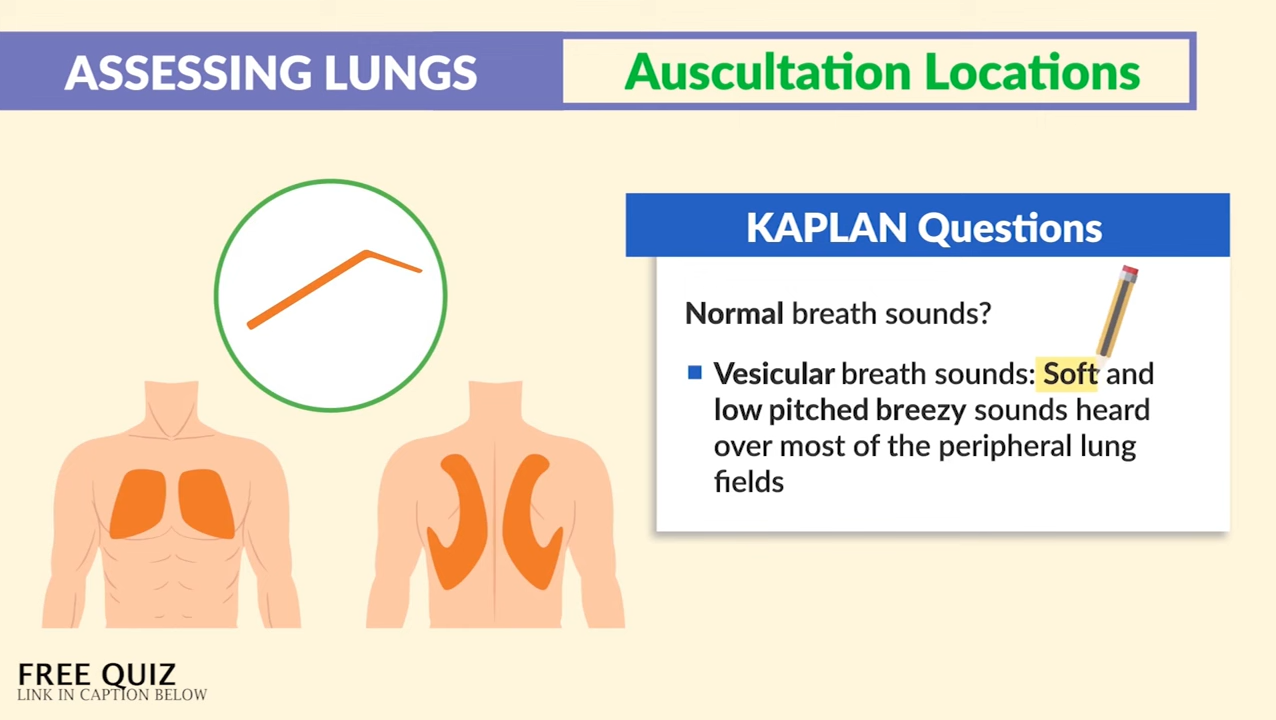 ASSESSING LUNGS
Auscultation Locations
KAPLAN Questions
Normal breath sounds?
Vesicular breath sounds: Soft and
low pitched breezy sounds heard
over most of the peripheral lung
fields
FREE QUIZ
LINK IN CAPTION BELOW